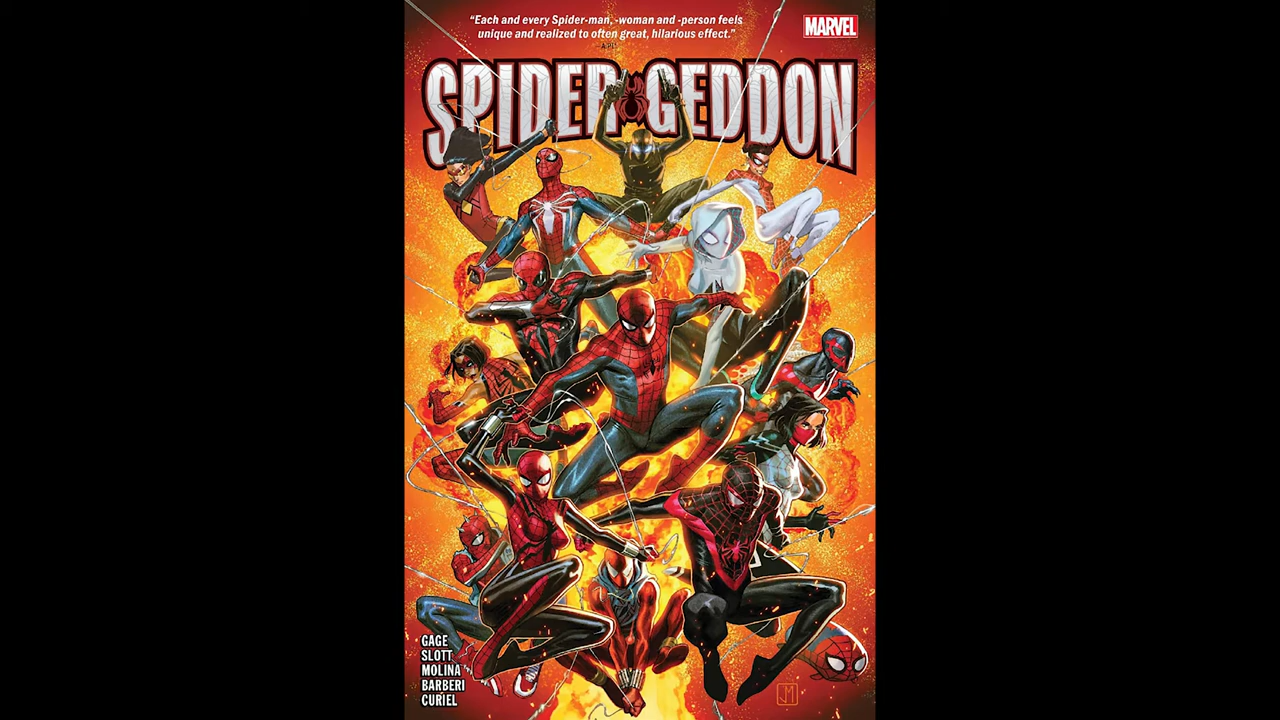 “Each and every Spider-man, -woman and -person feels
unique and realized to often great, hilarious effect.”
MARVEL
SPIDER GEDDON
GAGE
SLOTT
MOLINA
BARBERI
CURIEL
JM